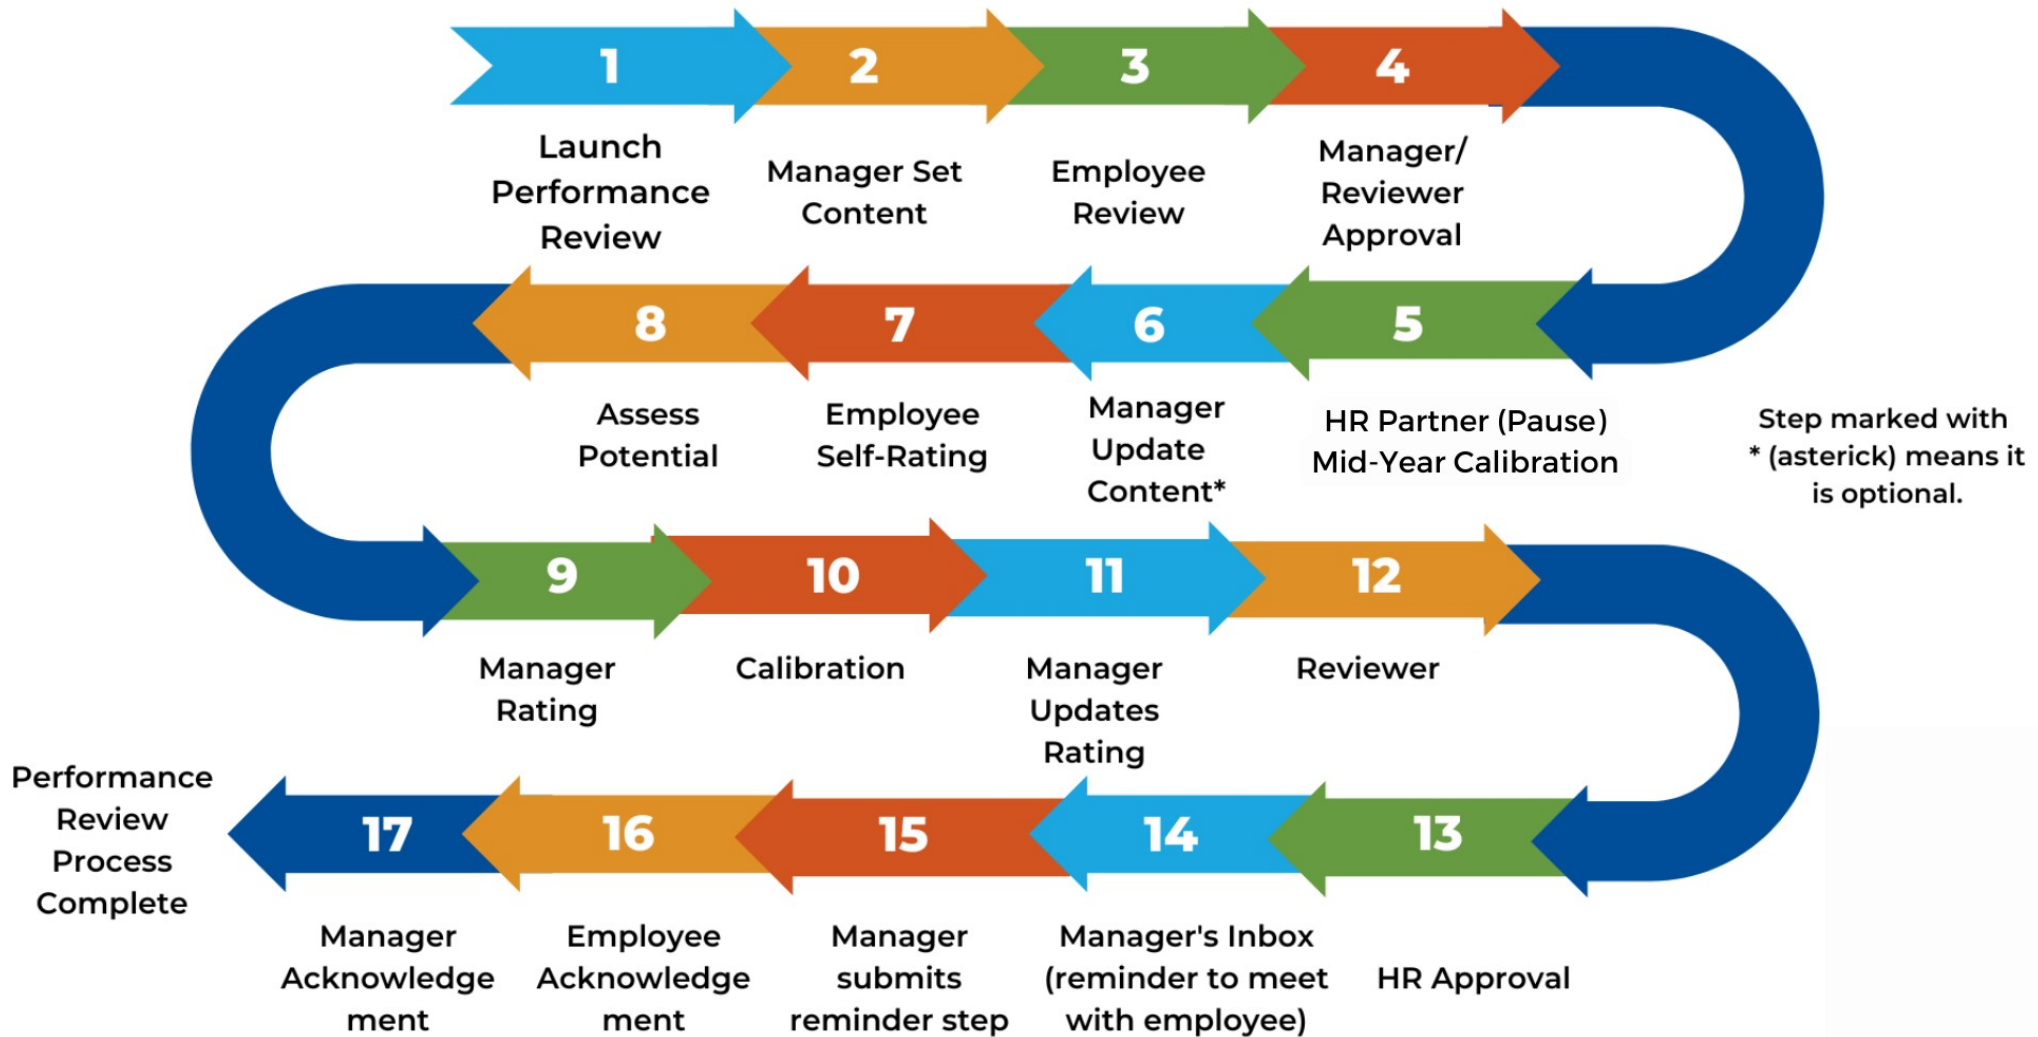 1
Launch
Performance
Review
2
Manager Set
Content
3
Employee
Review
4
Manager/
Reviewer
Approval
5
HR Partner (Pause)
Mid-Year Calibration
6
Manager
Update
Content*
7
Employee
Self-Rating
8
Assess
Potential
Step marked with
* (asterick) means it
is optional.
9
Manager
Rating
10
Calibration
11
Manager
Updates
Rating
12
Reviewer
13
HR Approval
14
Manager's Inbox
(reminder to meet
with employee)
15
Manager
submits
reminder step
16
Employee
Acknowledge
ment
17
Manager
Acknowledge
ment
Performance
Review
Process
Complete